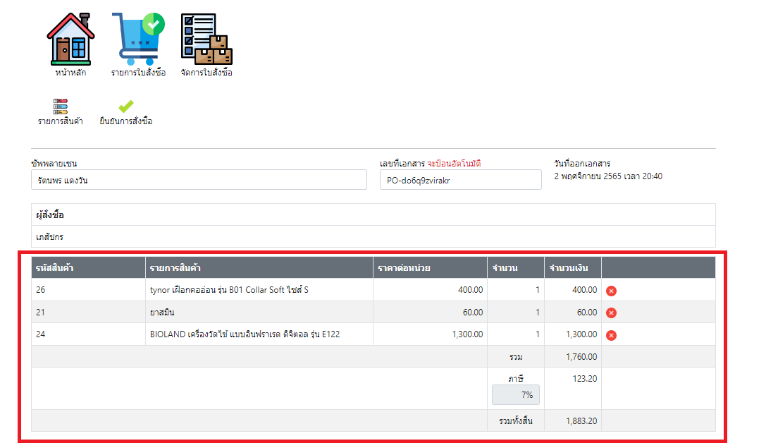 หน้าหลัก รายการใบสั่งซื้อ จัดการใบสั่งซื้อ
รายการสินค้า ยืนยันการสั่งซื้อ
ซัพพลายเชน เลขที่เอกสาร จะป้อนอัตโนมัติ วันที่ออกเอกสาร
รัตนพร แดงวัน PO-do6q9zvirakr 2 พฤศจิกายน 2565 เวลา 20:40
ผู้สั่งซื้อ
เภสัชกร
รหัสสินค้า รายการสินค้า ราคาต่อหน่วย จำนวน จำนวนเงิน
26 tynor เฝือกคออ่อน รุ่น B01 Collar Soft ไซส์ S 400.00 1 400.00
21 ยาสมิน 60.00 1 60.00
24 BIOLAND เครื่องวัดไข้ แบบอินฟราเรด ดิจิตอล รุ่น E122 1,300.00 1 1,300.00
รวม 1,760.00
ภาษี 123.20
7%
รวมทั้งสิ้น 1,883.20